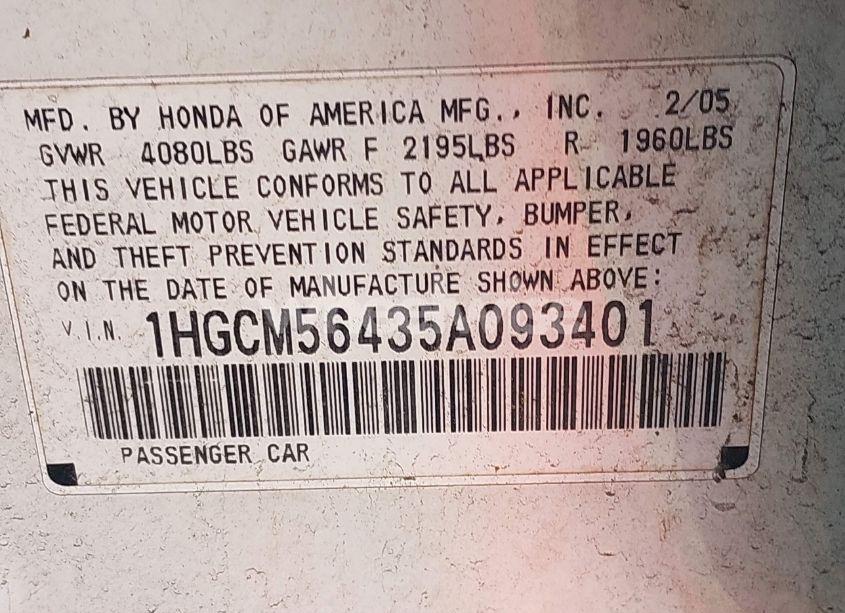 MFD. BY HONDA OF AMERICA MFG., INC. 2/05
GVWR 4080LBS GAWR F 2195LBS R 1960LBS
THIS VEHICLE CONFORMS TO ALL APPLICABLE
FEDERAL MOTOR VEHICLE SAFETY, BUMPER,
AND THEFT PREVENTION STANDARDS IN EFFECT
ON THE DATE OF MANUFACTURE SHOWN ABOVE:
V.I.N. 1HGCM56435A093401
PASSENGER CAR